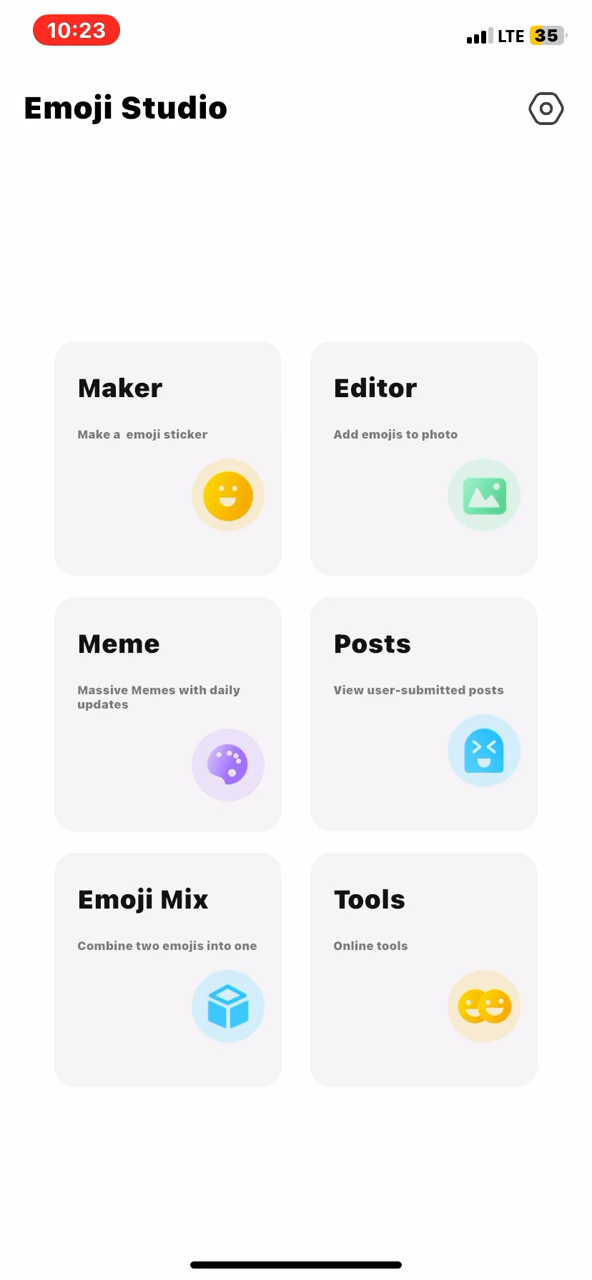 10:23
LTE 35
Emoji Studio
Maker
Make a  emoji sticker
Editor
Add emojis to photo
Meme
Massive Memes with daily
updates
Posts
View user-submitted posts
Emoji Mix
Combine two emojis into one
Tools
Online tools